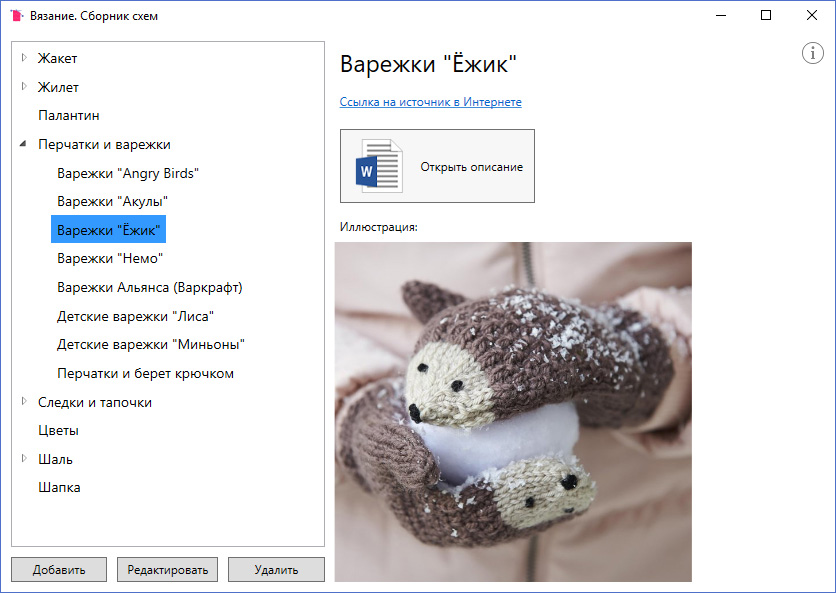 Вязание. Сборник схем
Жакет
Жилет
Палантин
Перчатки и варежки
Варежки "Angry Birds"
Варежки "Акулы"
Варежки "Ёжик"
Варежки "Немо"
Варежки Альянса (Варкрафт)
Детские варежки "Лиса"
Детские варежки "Миньоны"
Перчатки и берет крючком
Следки и тапочки
Цветы
Шаль
Шапка
Добавить
Редактировать
Удалить
Варежки "Ёжик"
Ссылка на источник в Интернете
W
Открыть описание
Иллюстрация:
i